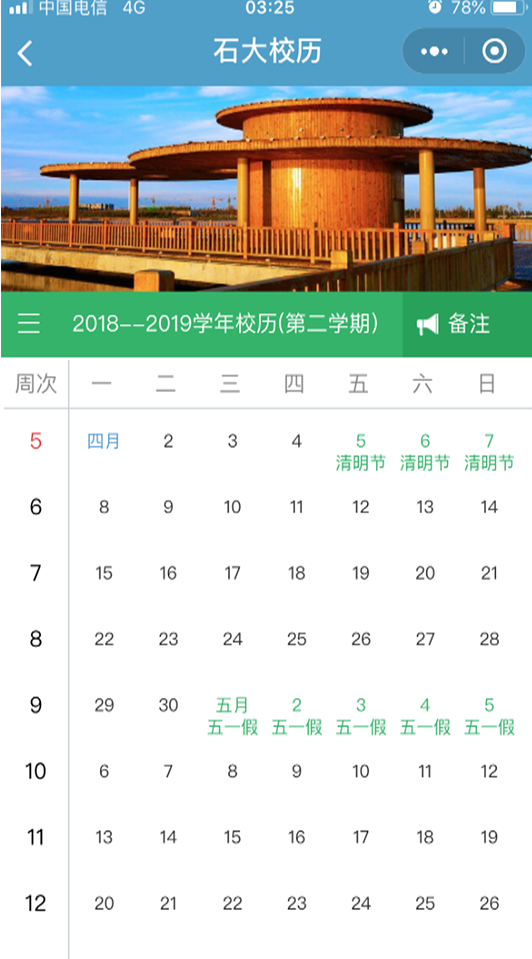 中国电信 4G 03:25 78%
石大校历
2018--2019学年校历(第二学期) 备注
周次 一 二 三 四 五 六 日
5 四月 2 3 4 5 6 7
清明节 清明节 清明节
6 8 9 10 11 12 13 14
7 15 16 17 18 19 20 21
8 22 23 24 25 26 27 28
9 29 30 五月 2 3 4 5
五一假 五一假 五一假 五一假 五一假
10 6 7 8 9 10 11 12
11 13 14 15 16 17 18 19
12 20 21 22 23 24 25 26